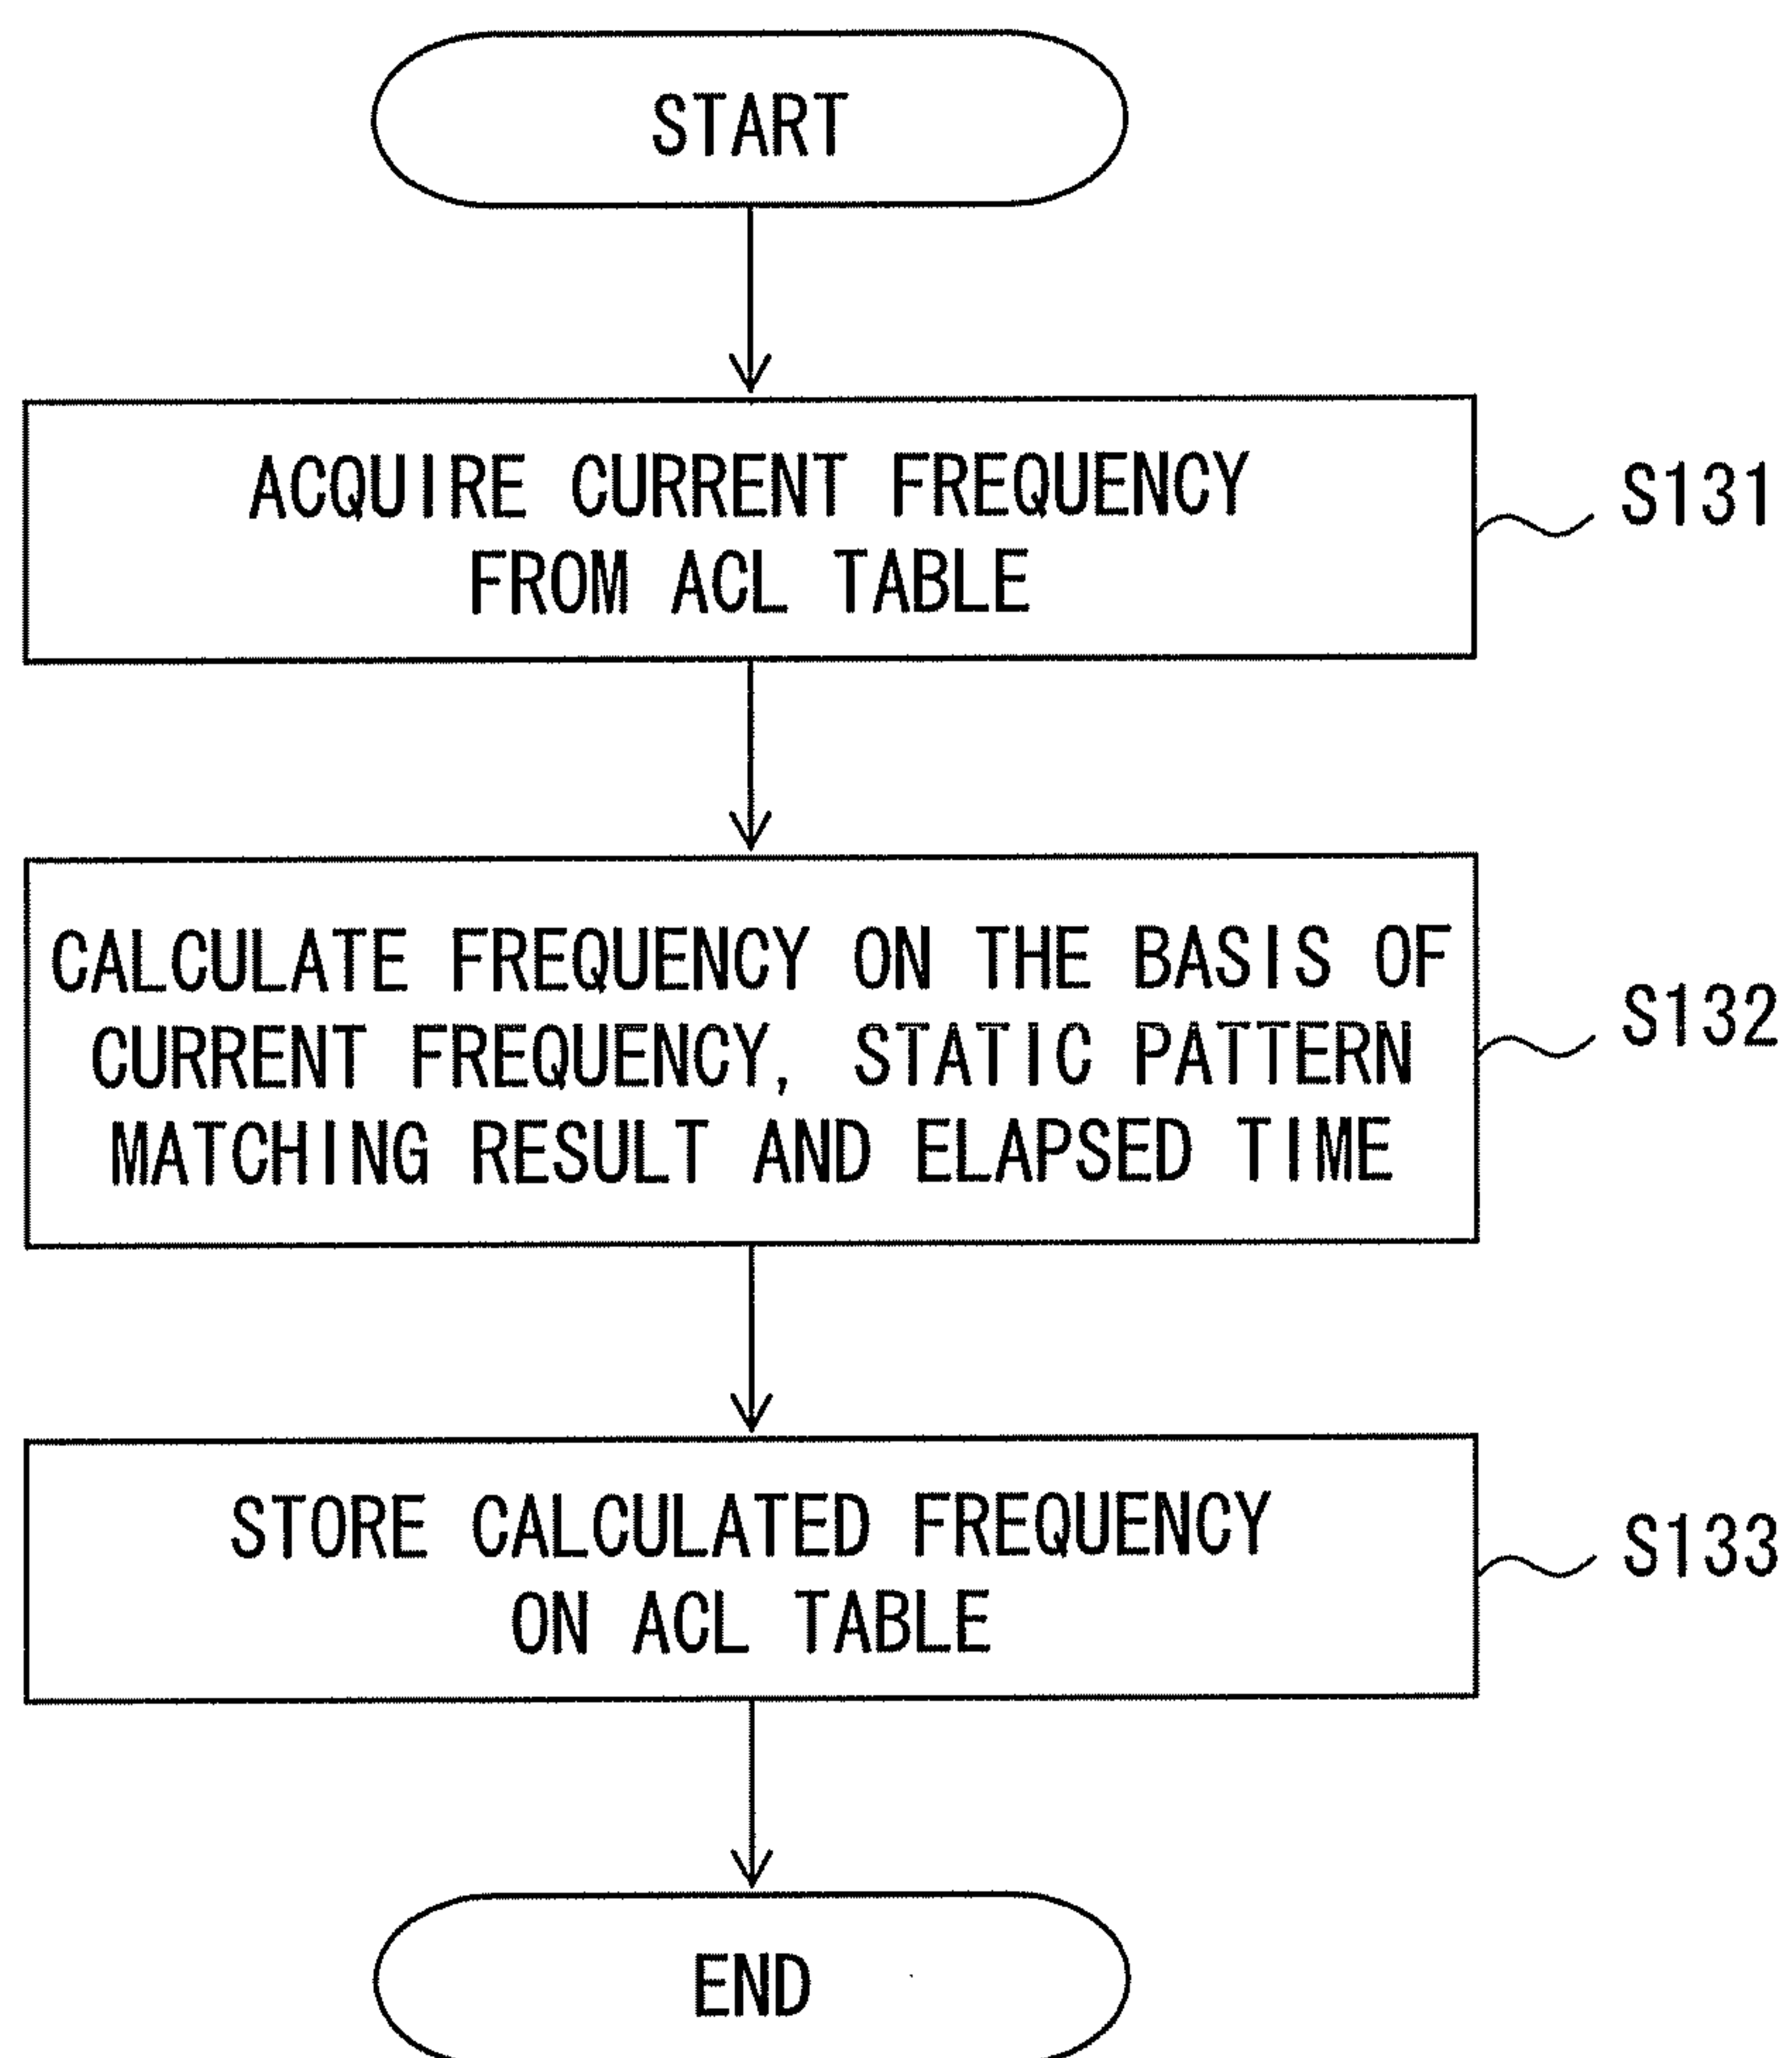 START
ACQUIRE CURRENT FREQUENCY
FROM ACL TABLE
S131
CALCULATE FREQUENCY ON THE BASIS OF
CURRENT FREQUENCY, STATIC PATTERN
MATCHING RESULT AND ELAPSED TIME
S132
STORE CALCULATED FREQUENCY
ON ACL TABLE
S133
END